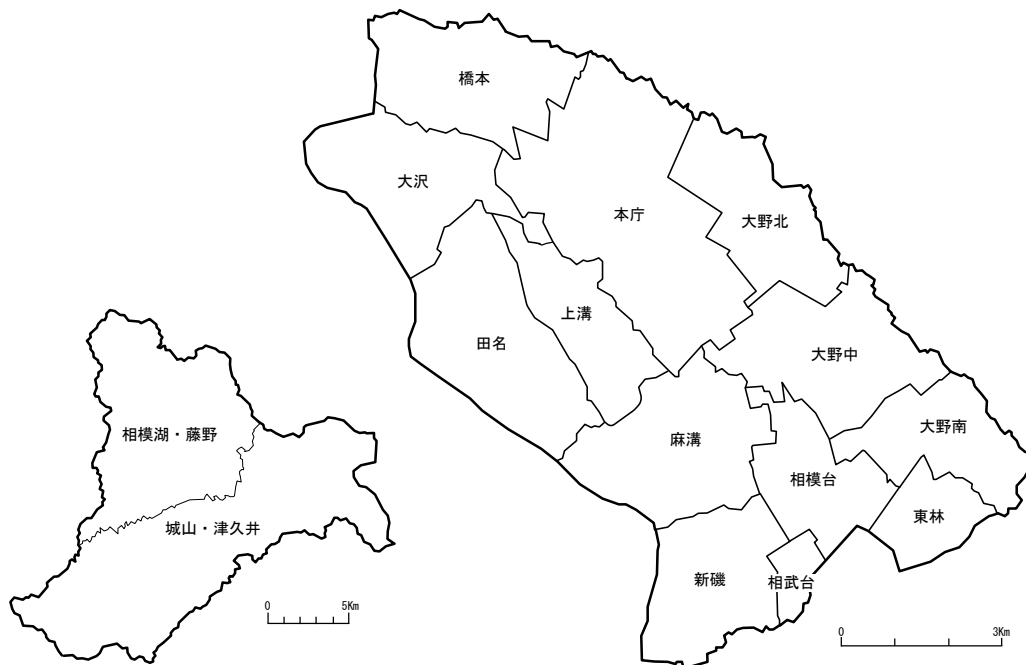 橋本
大沢
本庁
大野北
上溝
田名
大野中
大野南
麻溝
相模台
東林
新磯
相武台
0
3Km
相模湖・藤野
城山・津久井
0
5Km